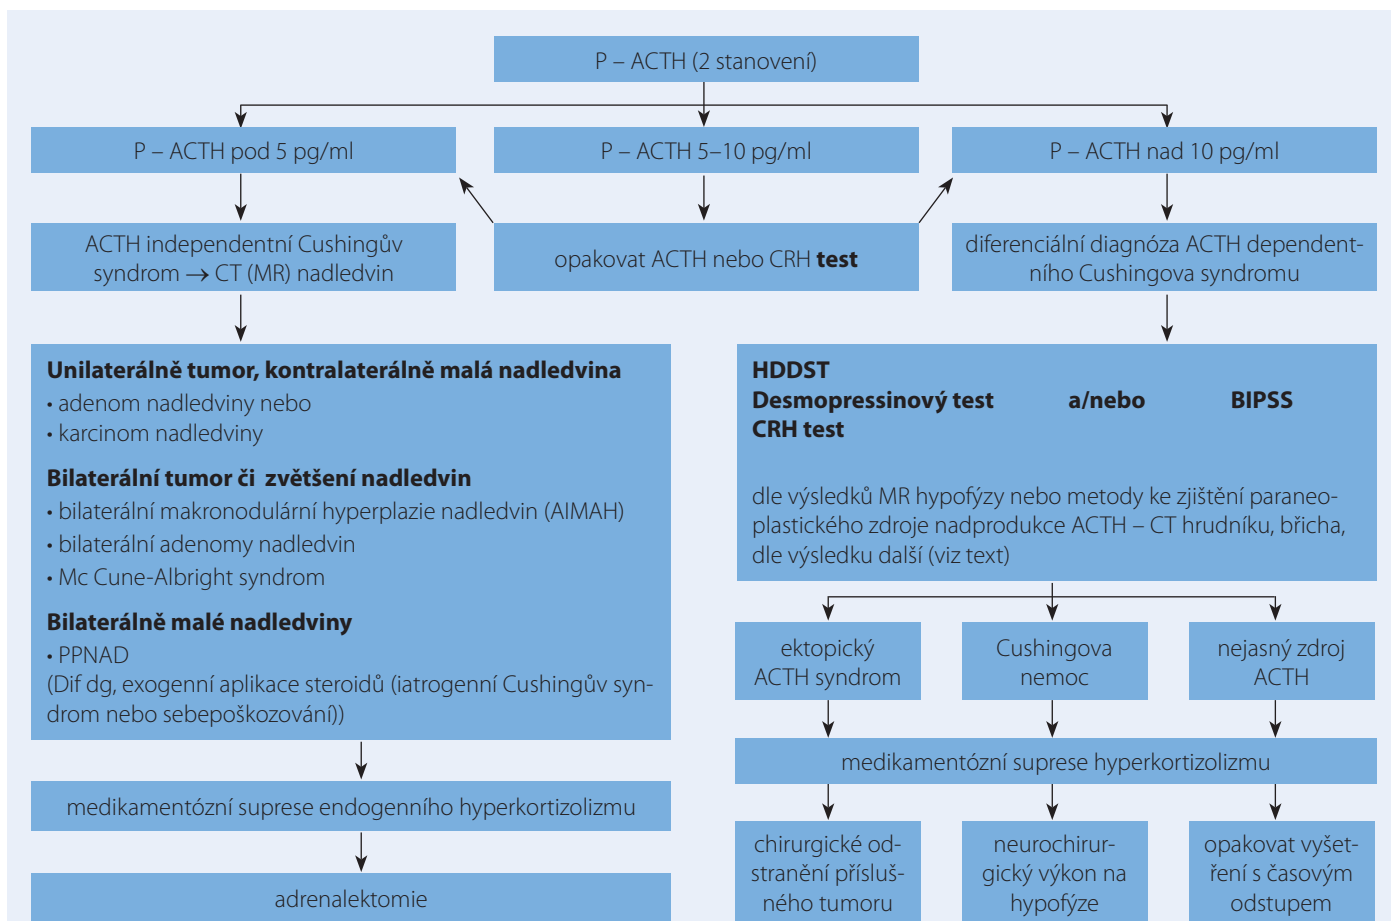 P – ACTH (2 stanovení)
P – ACTH pod 5 pg/ml
P – ACTH 5–10 pg/ml
P – ACTH nad 10 pg/ml
ACTH independentní Cushingův
syndrom → CT (MR) nadledvin
opakovat ACTH nebo CRH test
diferenciální diagnóza ACTH dependent-
ního Cushingova syndromu
Unilaterálně tumor, kontralaterálně malá nadledvina
• adenom nadledviny nebo
• karcinom nadledviny
Bilaterální tumor či zvětšení nadledvin
• bilaterální makronodulární hyperplazie nadledvin (AIMAH)
• bilaterální adenomy nadledvin
• Mc Cune-Albright syndrom
Bilaterálně malé nadledviny
• PPNAD
(Dif dg, exogenní aplikace steroidů (iatrogenní Cushingův syn-
drom nebo sebepoškozování))
medikamentózní suprese endogenního hyperkortizolizmu
adrenalektomie
HDDST
Desmopressinový test a/nebo BIPSS
CRH test
dle výsledků MR hypofýzy nebo metody ke zjištění paraneo-
plastického zdroje nadprodukce ACTH – CT hrudníku, břicha,
dle výsledku další (viz text)
ektopický
ACTH syndrom
Cushingova
nemoc
nejasný zdroj
ACTH
medikamentózní suprese hyperkortizolizmu
chirurgické od-
stranění přísluš-
ného tumoru
neurochirur-
gický výkon na
hypofýze
opakovat vyšet-
ření s časovým
odstupem